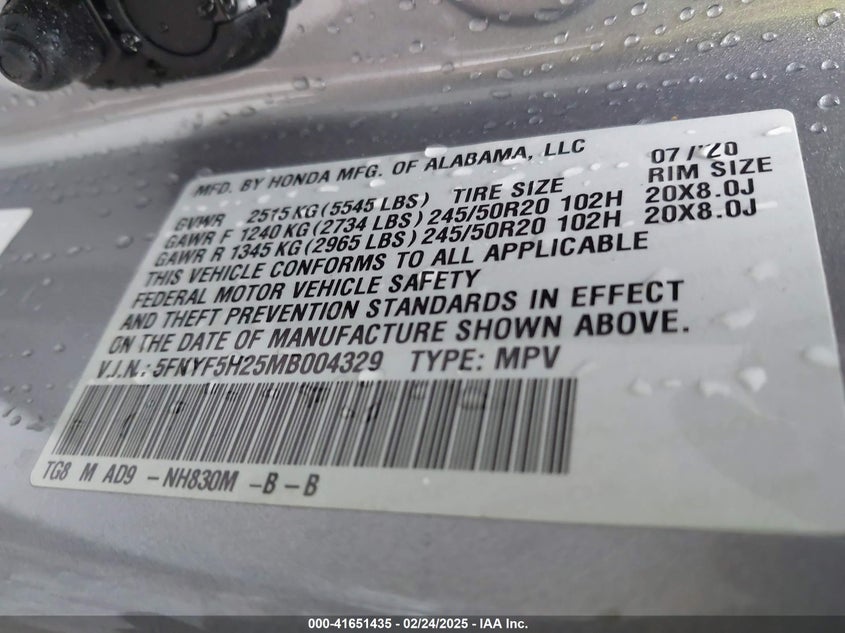 MFD. BY HONDA MFG. OF ALABAMA, LLC 07/'20
GVWR 2515 KG (5545 LBS) TIRE SIZE RIM SIZE
GAWR F 1240 KG (2734 LBS) 245/50R20 102H 20X8.0J
GAWR R 1345 KG (2965 LBS) 245/50R20 102H 20X8.0J
THIS VEHICLE CONFORMS TO ALL APPLICABLE
FEDERAL MOTOR VEHICLE SAFETY
AND THEFT PREVENTION STANDARDS IN EFFECT
ON THE DATE OF MANUFACTURE SHOWN ABOVE.
V.I.N.: 5FNYF5H25MB004329 TYPE: MPV
TG8 M AD9 - NH830M - B - B
000-41651435 - 02/24/2025 - IAA Inc.